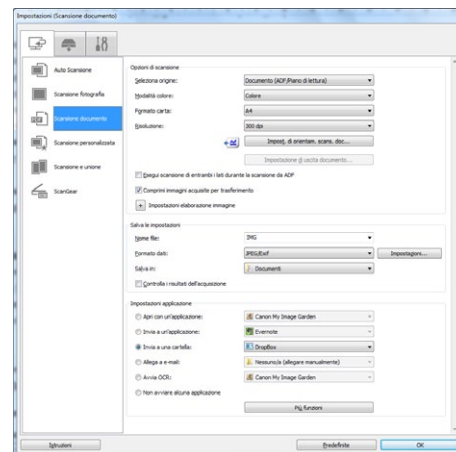 Impostazioni (Scansione documento)
Auto Scansione
Scansione fotografia
Scansione documento
Scansione personalizzata
Scansione e unione
ScanGear
Opzioni di scansione
Seleziona origine: Documento (ADF/Piano di lettura)
Modalità colore: Colore
Formato carta: A4
Risoluzione: 300 dpi
Impost. di orientam. scans. doc...
Impostazione di uscita documento...
Esegui scansione di entrambi i lati durante la scansione da ADF
Comprimi immagini acquisite per trasferimento
+ Impostazioni elaborazione immagine
Salva le impostazioni
Nome file: IMG
Formato dati: JPEG/Exif Impostazioni...
Salva in: Documenti
Controlla i risultati dell'acquisizione
Impostazioni applicazione
Apri con un'applicazione: Canon My Image Garden
Invia a un'applicazione: Evernote
Invia a una cartella: DropBox
Allega a e-mail: Nessuno/a (allegare manualmente)
Avvia OCR: Canon My Image Garden
Non avviare alcuna applicazione
Più funzioni
Istruzioni Predefinite OK